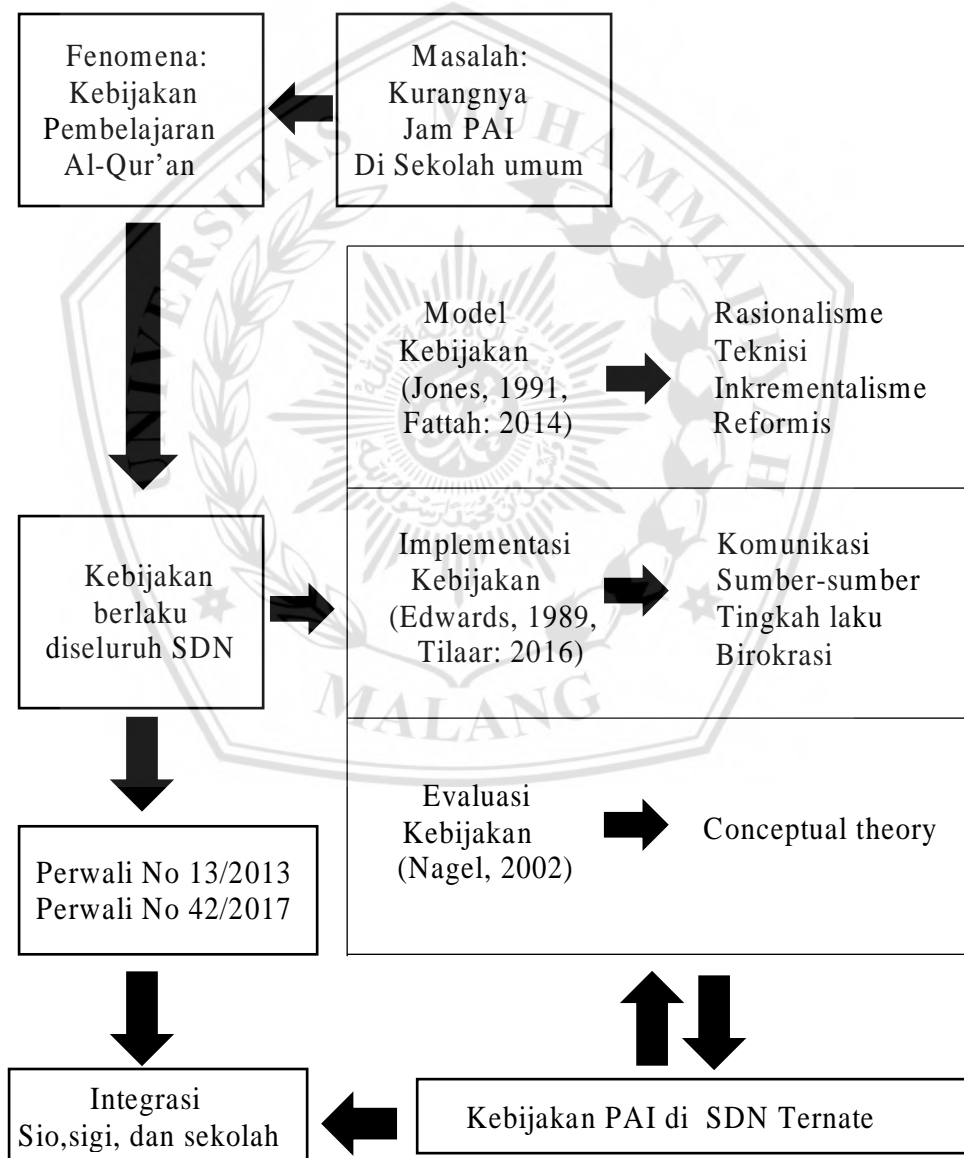 Fenomena:
Kebijakan
Pembelajaran
Al-Qur'an
Masalah:
Kurangnya
Jam PAI
Di Sekolah umum
Model
Kebijakan
(Jones, 1991,
Fattah: 2014)
Rasionalisme
Teknisi
Inkrementalisme
Reformis
Kebijakan
berlaku
diseluruh SDN
Implementasi
Kebijakan
(Edwards, 1989,
Tilaar: 2016)
Komunikasi
Sumber-sumber
Tingkah laku
Birokrasi
Evaluasi
Kebijakan
(Nagel, 2002)
Conceptual theory
Perwali No 13/2013
Perwali No 42/2017
Integrasi
Sio,sigi, dan sekolah
Kebijakan PAI di SDN Ternate
UNIVERSITAS MUHAMMADIYAH
MALANG